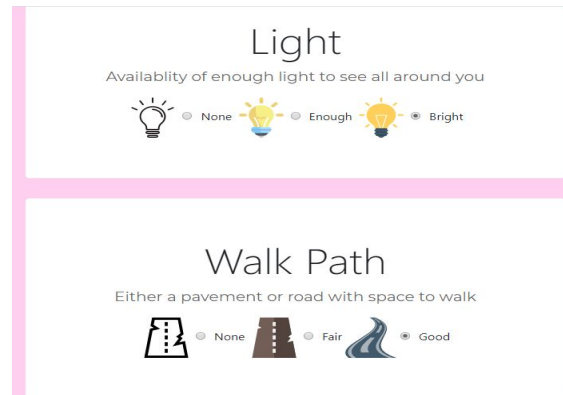 Light
Availablity of enough light to see all around you
None Enough Bright
Walk Path
Either a pavement or road with space to walk
None Fair Good